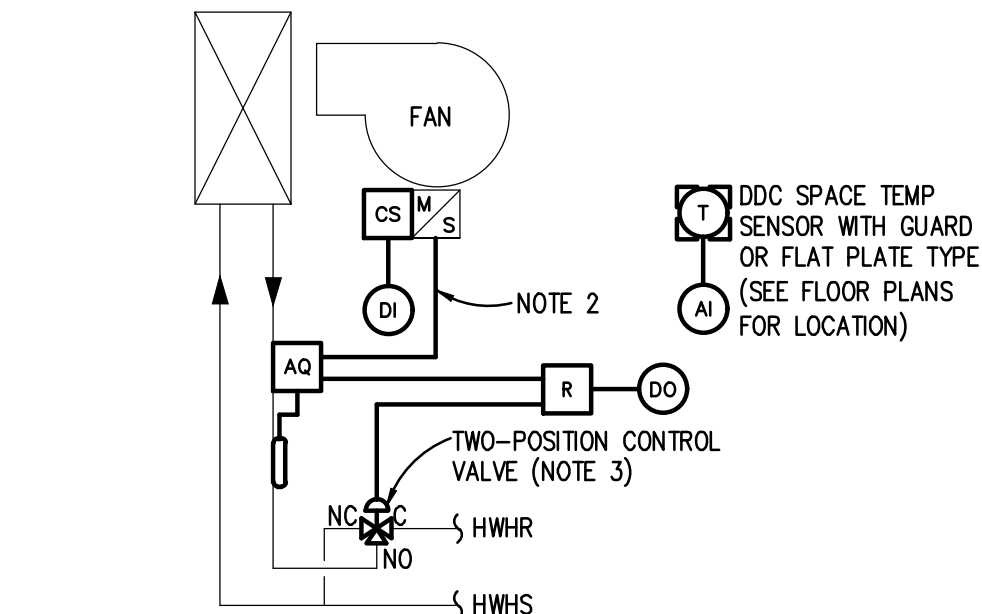 FAN
CS
M
S
T
DDC SPACE TEMP
SENSOR WITH GUARD
OR FLAT PLATE TYPE
(SEE FLOOR PLANS
FOR LOCATION)
DI
NOTE 2
AI
AQ
R
DO
TWO-POSITION CONTROL
VALVE (NOTE 3)
NC
C
HWHR
NO
HWHS